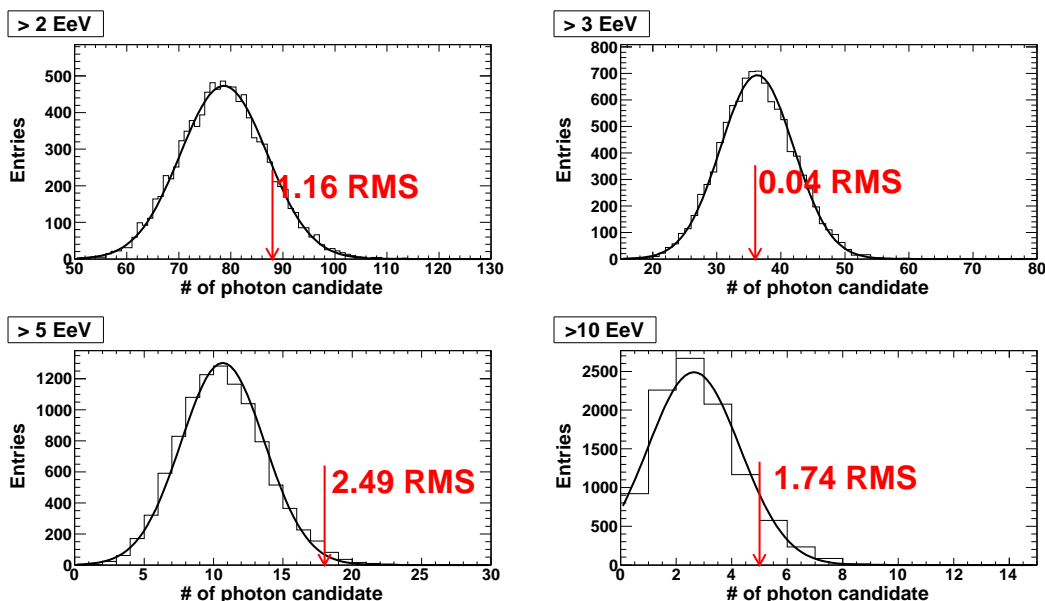 > 2 EeV
Entries
500
400
300
200
100
0
1.16 RMS
50 60 70 80 90 100 110 120 130
# of photon candidate
> 3 EeV
Entries
800
700
600
500
400
300
200
100
0
0.04 RMS
20 30 40 50 60 70 80
# of photon candidate
> 5 EeV
Entries
1200
1000
800
600
400
200
0
2.49 RMS
0 5 10 15 20 25 30
# of photon candidate
>10 EeV
Entries
2500
2000
1500
1000
500
0
1.74 RMS
0 2 4 6 8 10 12 14
# of photon candidate